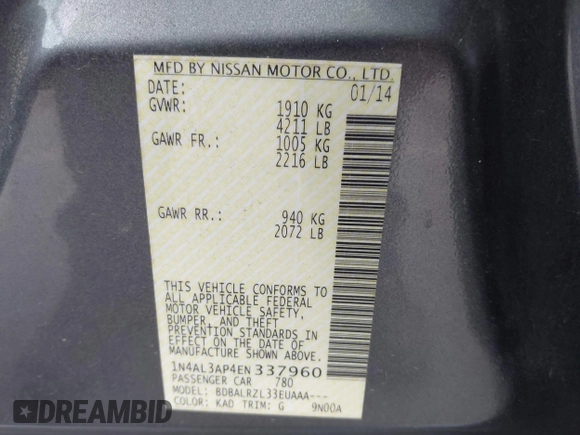 MFD BY NISSAN MOTOR CO., LTD.
DATE: 01/14
GVWR: 1910 KG
4211 LB
GAWR FR.: 1005 KG
2216 LB
GAWR RR.: 940 KG
2072 LB
THIS VEHICLE CONFORMS TO
ALL APPLICABLE FEDERAL
MOTOR VEHICLE SAFETY,
BUMPER, AND THEFT
PREVENTION STANDARDS IN
EFFECT ON THE DATE OF
MANUFACTURE SHOWN ABOVE.
1N4AL3AP4EN 337960
PASSENGER CAR 780
MODEL: BDBALRZL33EUAAA---
COLOR: KAD TRIM: G 9N00A
DREAMBID